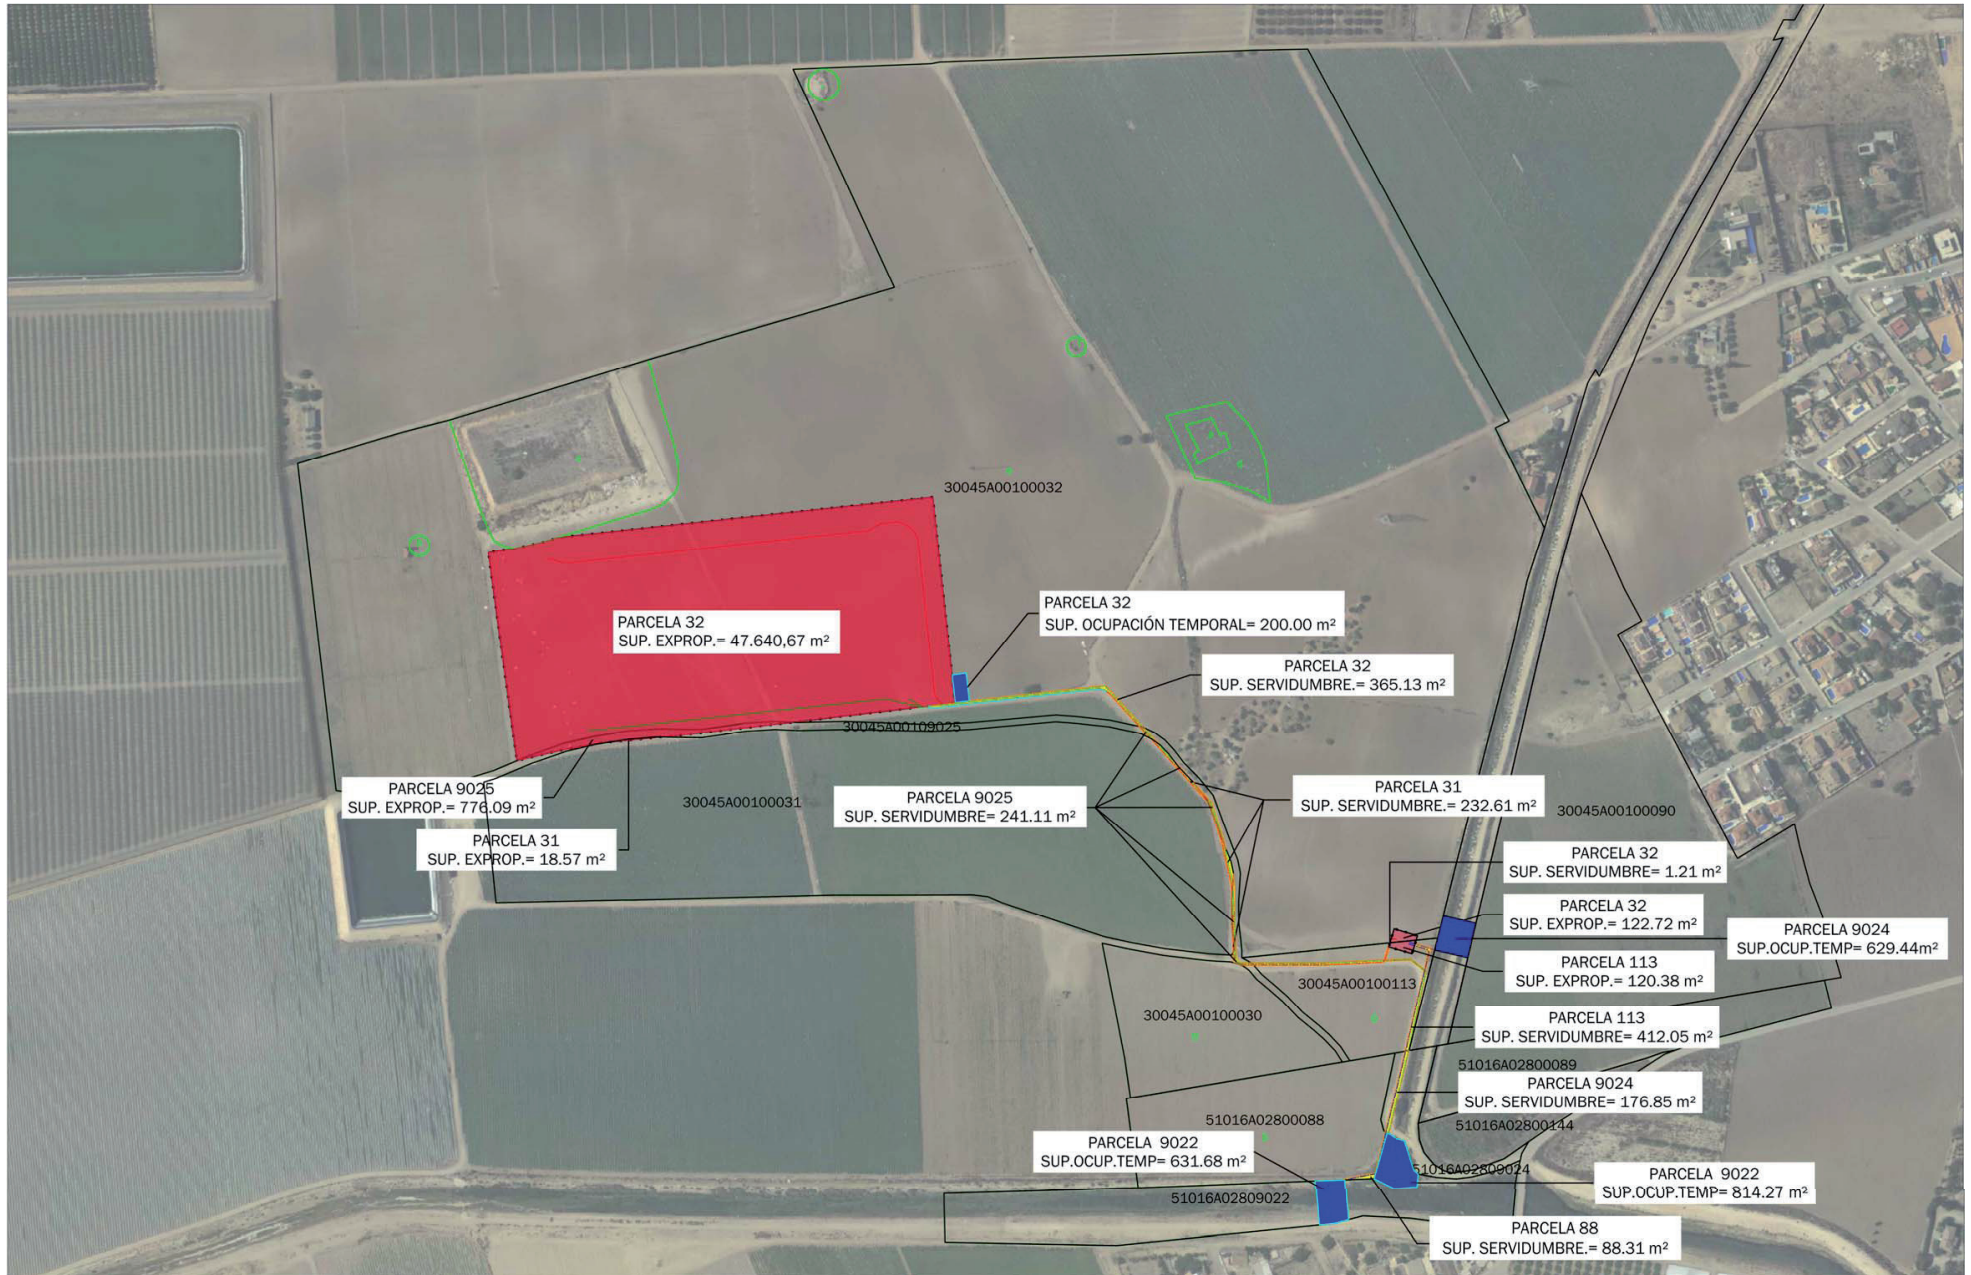 30045A00100032
PARCELA 32
SUP. EXPROP.= 47.640,67 m²
PARCELA 32
SUP. OCUPACIÓN TEMPORAL= 200.00 m²
PARCELA 32
SUP. SERVIDUMBRE.= 365.13 m²
30045A00109025
PARCELA 9025
SUP. EXPROP.= 776.09 m²
30045A00100031
PARCELA 9025
SUP. SERVIDUMBRE= 241.11 m²
PARCELA 31
SUP. SERVIDUMBRE.= 232.61 m²
30045A00100090
PARCELA 31
SUP. EXPROP.= 18.57 m²
PARCELA 32
SUP. SERVIDUMBRE= 1.21 m²
PARCELA 32
SUP. EXPROP.= 122.72 m²
PARCELA 9024
SUP.OCUP.TEMP= 629.44m²
PARCELA 113
SUP. EXPROP.= 120.38 m²
30045A00100113
30045A00100030
PARCELA 113
SUP. SERVIDUMBRE= 412.05 m²
51016A02800089
PARCELA 9024
SUP. SERVIDUMBRE= 176.85 m²
51016A02800088
51016A02800144
PARCELA 9022
SUP.OCUP.TEMP= 631.68 m²
51016A02809024
PARCELA 9022
SUP.OCUP.TEMP= 814.27 m²
51016A02809022
PARCELA 88
SUP. SERVIDUMBRE.= 88.31 m²